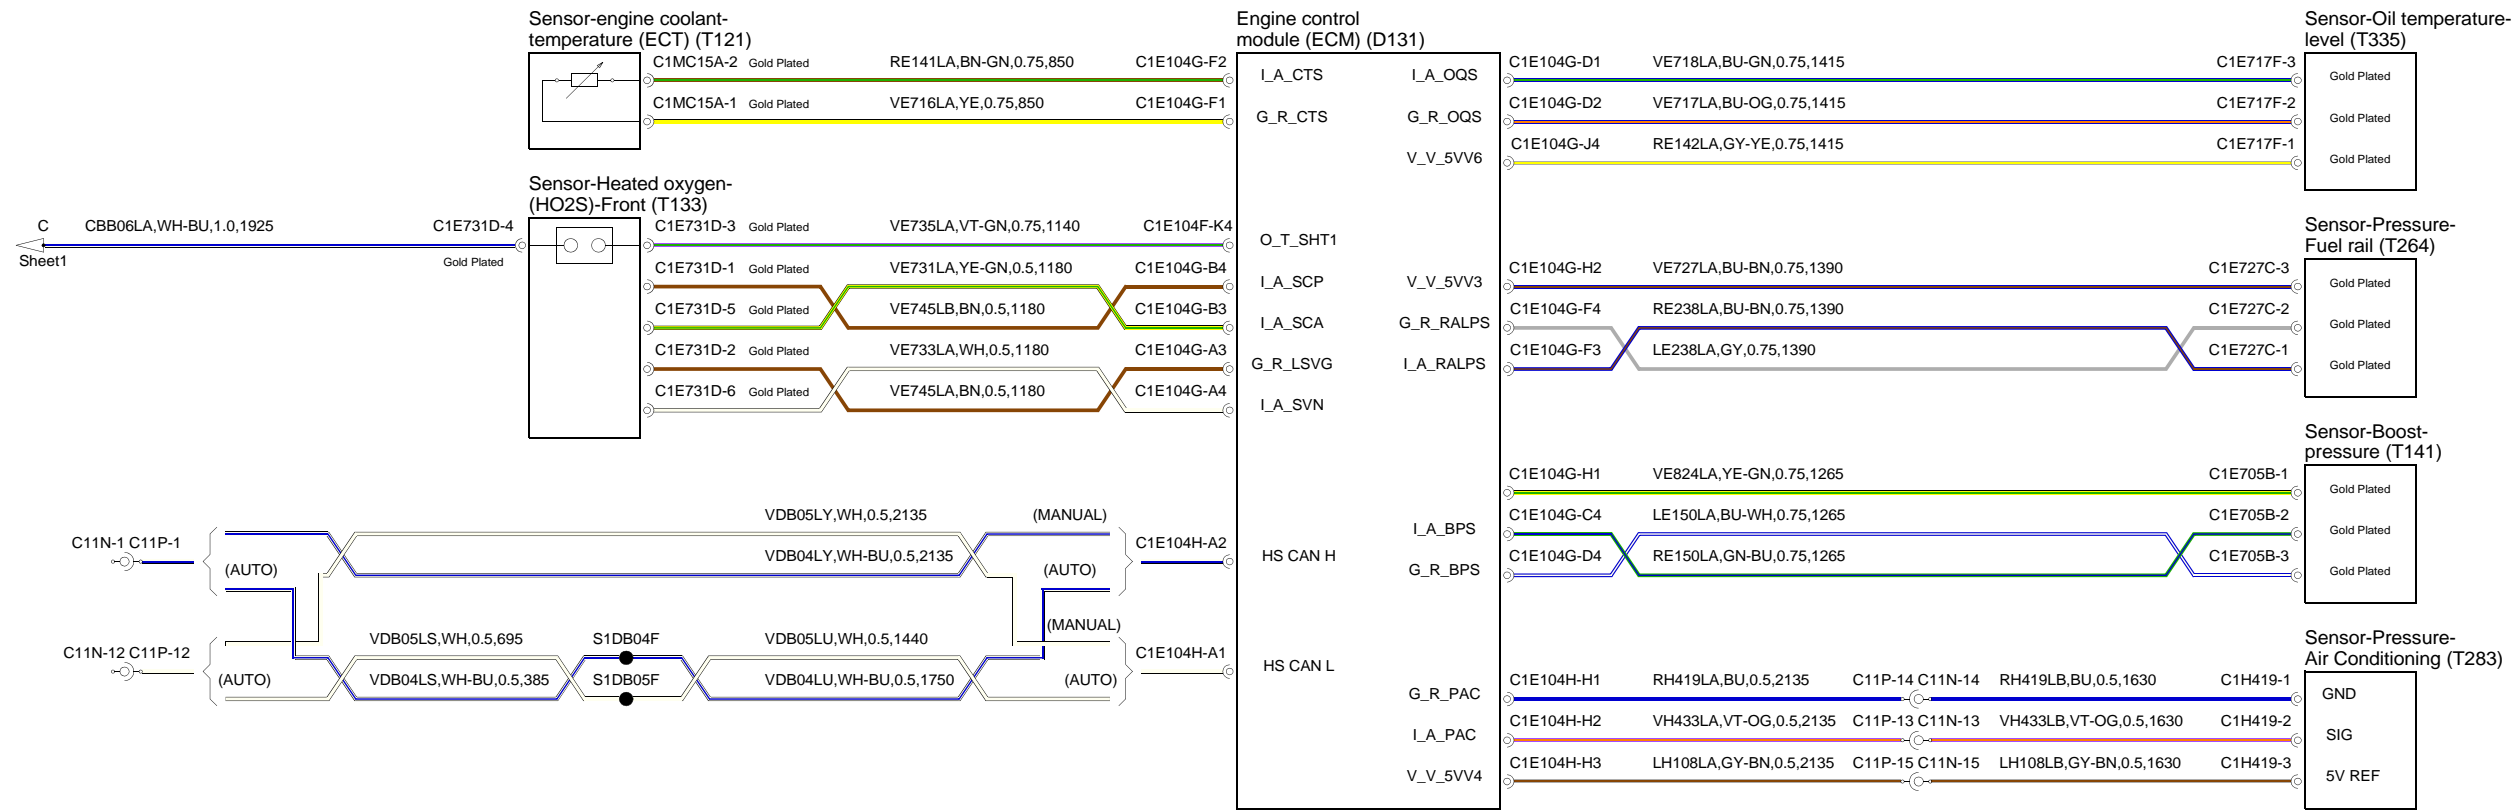 Sensor-engine coolant-
temperature (ECT) (T121)
C1MC15A-2 Gold Plated RE141LA,BN-GN,0.75,850 C1E104G-F2
C1MC15A-1 Gold Plated VE716LA,YE,0.75,850 C1E104G-F1
Sensor-Heated oxygen-
(HO2S)-Front (T133)
C CBB06LA,WH-BU,1.0,1925 C1E731D-4
Sheet1 Gold Plated
C1E731D-3 Gold Plated VE735LA,VT-GN,0.75,1140 C1E104F-K4
C1E731D-1 Gold Plated VE731LA,YE-GN,0.5,1180 C1E104G-B4
C1E731D-5 Gold Plated VE745LB,BN,0.5,1180 C1E104G-B3
C1E731D-2 Gold Plated VE733LA,WH,0.5,1180 C1E104G-A3
C1E731D-6 Gold Plated VE745LA,BN,0.5,1180 C1E104G-A4
VDB05LY,WH,0.5,2135 (MANUAL)
C11N-1 C11P-1 VDB04LY,WH-BU,0.5,2135 C1E104H-A2
(AUTO) (AUTO)
(MANUAL)
C11N-12 C11P-12 VDB05LS,WH,0.5,695 S1DB04F VDB05LU,WH,0.5,1440 C1E104H-A1
(AUTO) VDB04LS,WH-BU,0.5,385 S1DB05F VDB04LU,WH-BU,0.5,1750 (AUTO)
Engine control
module (ECM) (D131)
I_A_CTS I_A_OQS
G_R_CTS G_R_OQS
V_V_5VV6
O_T_SHT1
I_A_SCP V_V_5VV3
I_A_SCA G_R_RALPS
G_R_LSVG I_A_RALPS
I_A_SVN
I_A_BPS
HS CAN H
G_R_BPS
HS CAN L
G_R_PAC
I_A_PAC
V_V_5VV4
Sensor-Oil temperature-
level (T335)
C1E104G-D1 VE718LA,BU-GN,0.75,1415 C1E717F-3 Gold Plated
C1E104G-D2 VE717LA,BU-OG,0.75,1415 C1E717F-2 Gold Plated
C1E104G-J4 RE142LA,GY-YE,0.75,1415 C1E717F-1 Gold Plated
Sensor-Pressure-
Fuel rail (T264)
C1E104G-H2 VE727LA,BU-BN,0.75,1390 C1E727C-3 Gold Plated
C1E104G-F4 RE238LA,BU-BN,0.75,1390 C1E727C-2 Gold Plated
C1E104G-F3 LE238LA,GY,0.75,1390 C1E727C-1 Gold Plated
Sensor-Boost-
pressure (T141)
C1E104G-H1 VE824LA,YE-GN,0.75,1265 C1E705B-1 Gold Plated
C1E104G-C4 LE150LA,BU-WH,0.75,1265 C1E705B-2 Gold Plated
C1E104G-D4 RE150LA,GN-BU,0.75,1265 C1E705B-3 Gold Plated
Sensor-Pressure-
Air Conditioning (T283)
C1E104H-H1 RH419LA,BU,0.5,2135 C11P-14 C11N-14 RH419LB,BU,0.5,1630 C1H419-1 GND
C1E104H-H2 VH433LA,VT-OG,0.5,2135 C11P-13 C11N-13 VH433LB,VT-OG,0.5,1630 C1H419-2 SIG
C1E104H-H3 LH108LA,GY-BN,0.5,2135 C11P-15 C11N-15 LH108LB,GY-BN,0.5,1630 C1H419-3 5V REF